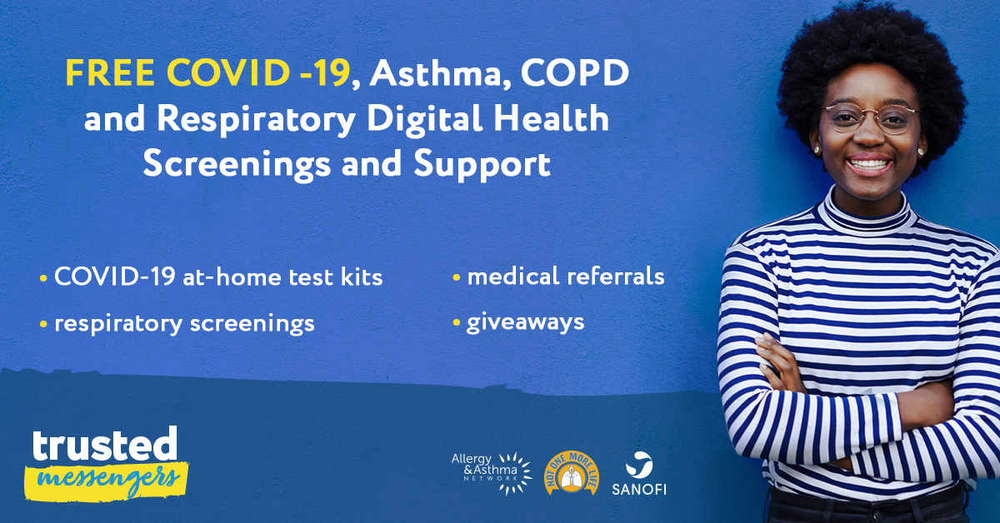 FREE COVID -19, Asthma, COPD
and Respiratory Digital Health
Screenings and Support
• COVID-19 at-home test kits
• respiratory screenings
• medical referrals
• giveaways
trusted
messengers
Allergy
&Asthma
NETWORK
NOT ONE MORE LIFE
SANOFI